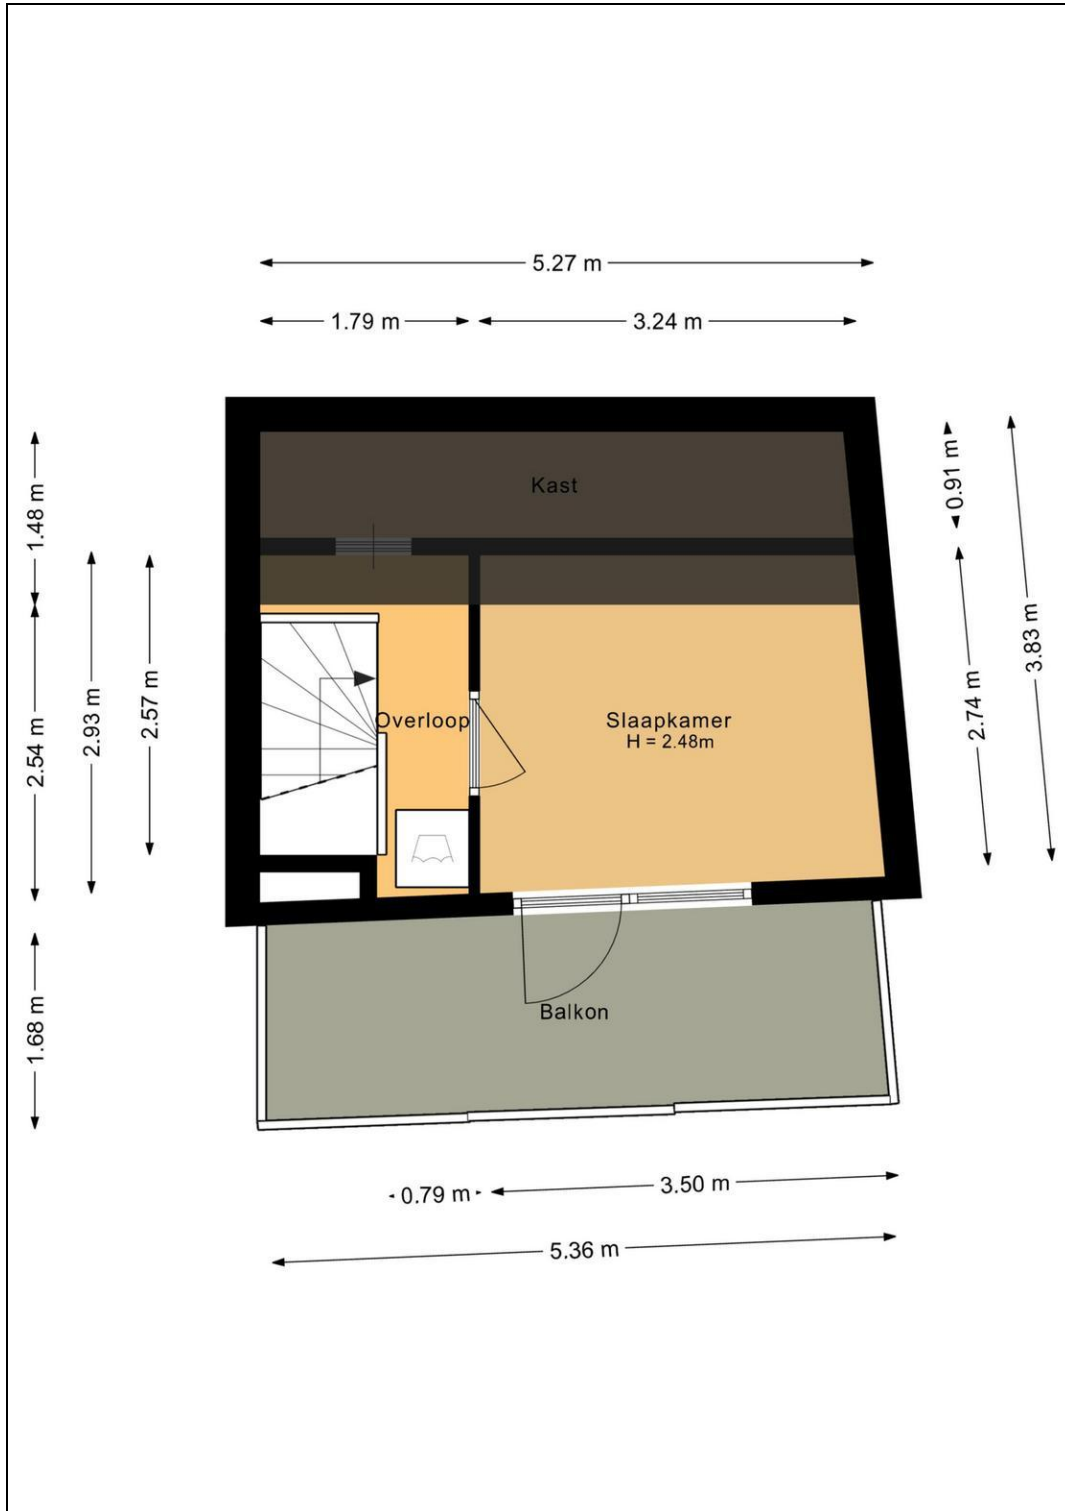 5.27 m
1.79 m
3.24 m
Kast
1.48 m
0.91 m
3.83 m
2.54 m
2.93 m
2.57 m
2.74 m
Overloop
Slaapkamer
H = 2.48m
1.68 m
Balkon
0.79 m
3.50 m
5.36 m